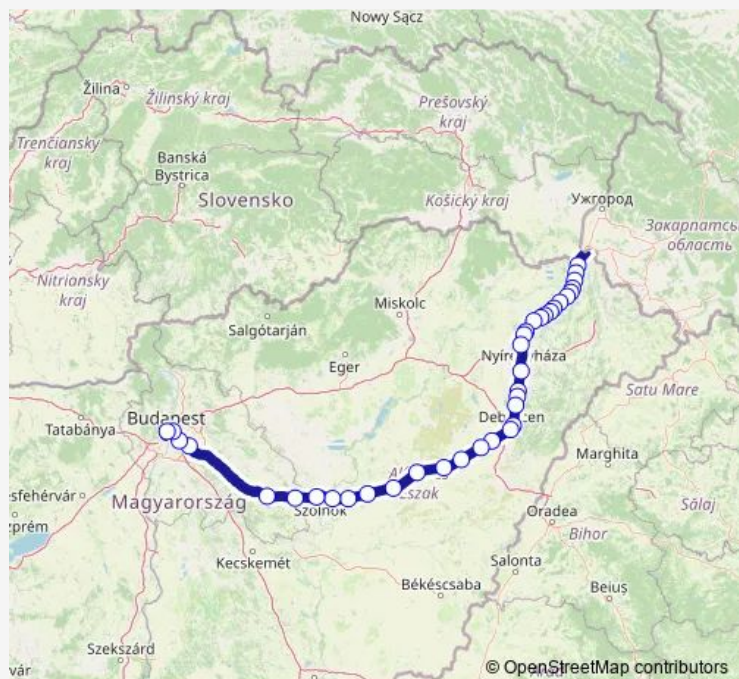 Nowy Sącz
Žilina
Žilinský kraj
Prešovský
kraj
Trenčiansky
kraj
Banská
Bystrica
Slovensko
Košický kraj
Ужгород
Закарпатсь
область
Nitriansky
kraj
Miskolc
Salgótarján
Eger
Satu Mare
Budapest
Tatabánya
Marghita
Magyarország
Szolnok
Észak
Oradea
Sălaj
Bihor
Kecskemét
Salonta
Békéscsaba
Beiuș
Szekszárd
© OpenStreetMap contributors